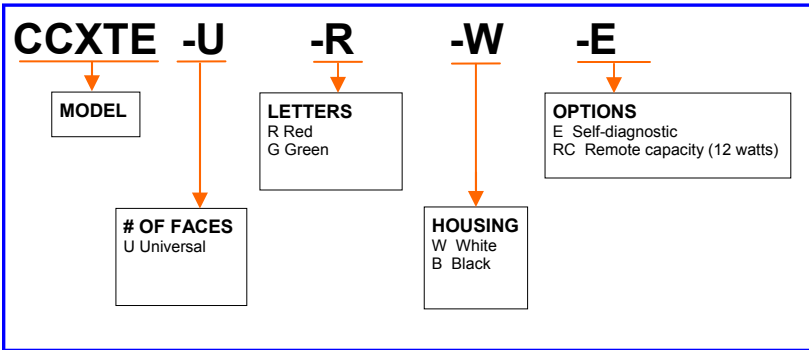 CCXTE -U -R -W -E
MODEL
LETTERS
R Red
G Green
OPTIONS
E Self-diagnostic
RC Remote capacity (12 watts)
# OF FACES
U Universal
HOUSING
W White
B Black